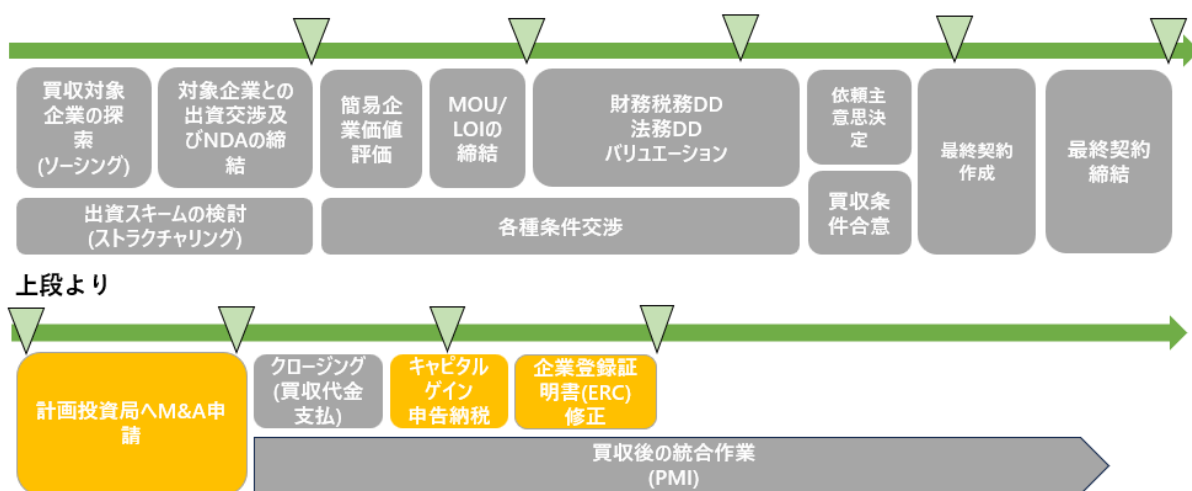 買収対象
企業の探
索
(ソーシング)
対象企業との
出資交渉及
びNDAの締
結
簡易企
業価値
評価
MOU/
LOIの
締結
財務税務DD
法務DD
バリュエーション
依頼主
意思決
定
最終契約
作成
最終契約
締結
出資スキームの検討
(ストラクチャリング)
各種条件交渉
買収条
件合意
上段より
計画投資局へM&A申
請
クロージング
(買収代金
支払)
キャピタル
ゲイン
申告納税
企業登録証
明書(ERC)
修正
買収後の統合作業
(PMI)